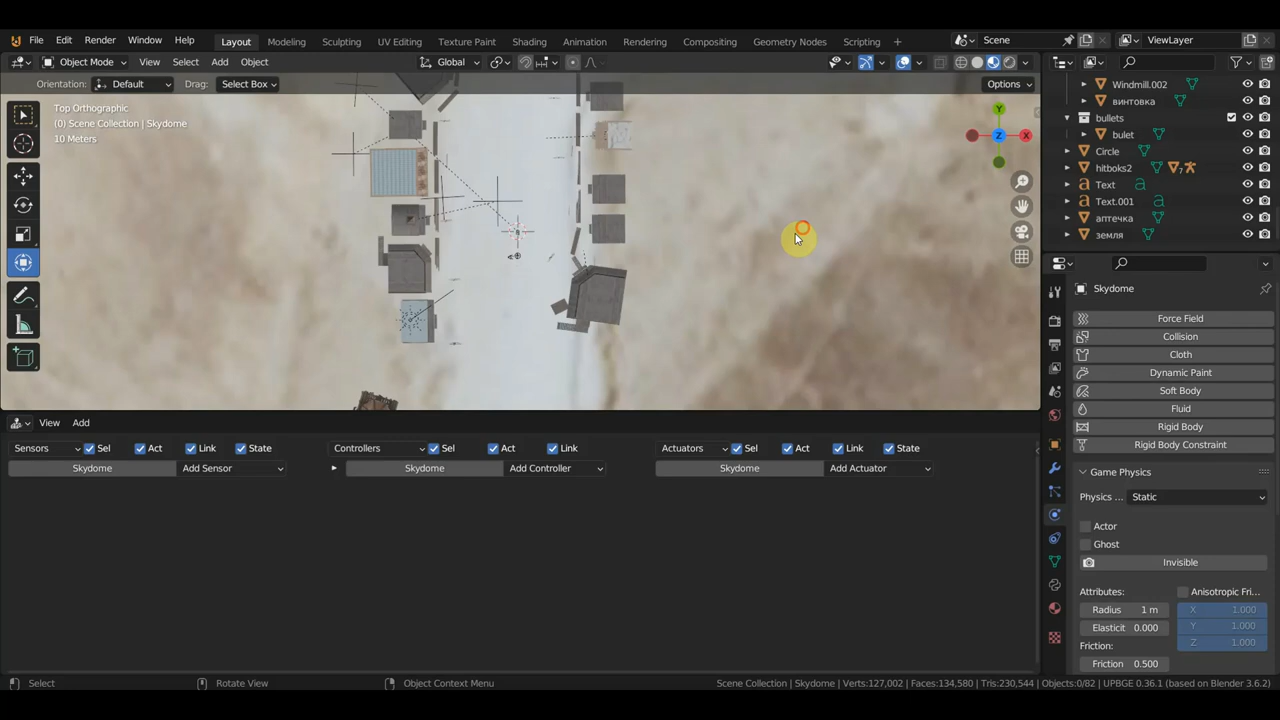 File Edit Render Window Help Layout Modeling Sculpting UV Editing Texture Paint Shading Animation Rendering Compositing Geometry Nodes Scripting + Scene ViewLayer
Object Mode View Select Add Object Global
Orientation: Default Drag: Select Box Options
Top Orthographic
(0) Scene Collection | Skydome
10 Meters
Y
Z
X
Windmill.002
винтовка
bullets
bulet
Circle
hitboks2 7
Text
Text.001
аптечка
земля
View Add
Sensors Sel Act Link State Controllers Sel Act Link Actuators Sel Act Link State
Skydome Add Sensor Skydome Add Controller Skydome Add Actuator
Skydome
Force Field
Collision
Cloth
Dynamic Paint
Soft Body
Fluid
Rigid Body
Rigid Body Constraint
Game Physics
Physics ... Static
Actor
Ghost
Invisible
Attributes: Anisotropic Fri...
Radius 1 m X 1.000
Elasticit 0.000 Y 1.000
Friction: Z 1.000
Friction 0.500
Select Rotate View Object Context Menu Scene Collection | Skydome | Verts:127,002 | Faces:134,580 | Tris:230,544 | Objects:0/82 | UPBGE 0.36.1 (based on Blender 3.6.2)